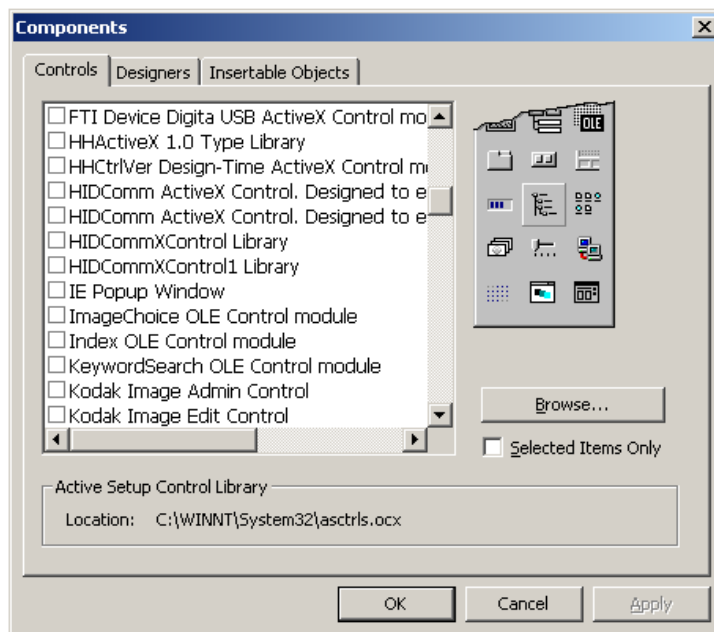 Components
Controls
Designers
Insertable Objects
FTI Device Digita USB ActiveX Control mo
HHActiveX 1.0 Type Library
HHCtrlVer Design-Time ActiveX Control m
HIDComm ActiveX Control. Designed to e
HIDComm ActiveX Control. Designed to e
HIDCommXControl Library
HIDCommXControl1 Library
IE Popup Window
ImageChoice OLE Control module
Index OLE Control module
KeywordSearch OLE Control module
Kodak Image Admin Control
Kodak Image Edit Control
OLE
Browse...
Selected Items Only
Active Setup Control Library
Location: C:\WINNT\System32\asctrls.ocx
OK
Cancel
Apply